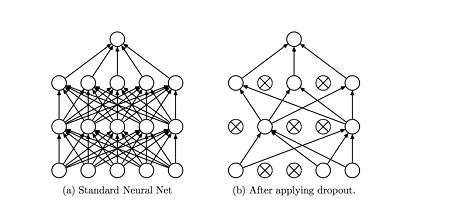 (a) Standard Neural Net
(b) After applying dropout.